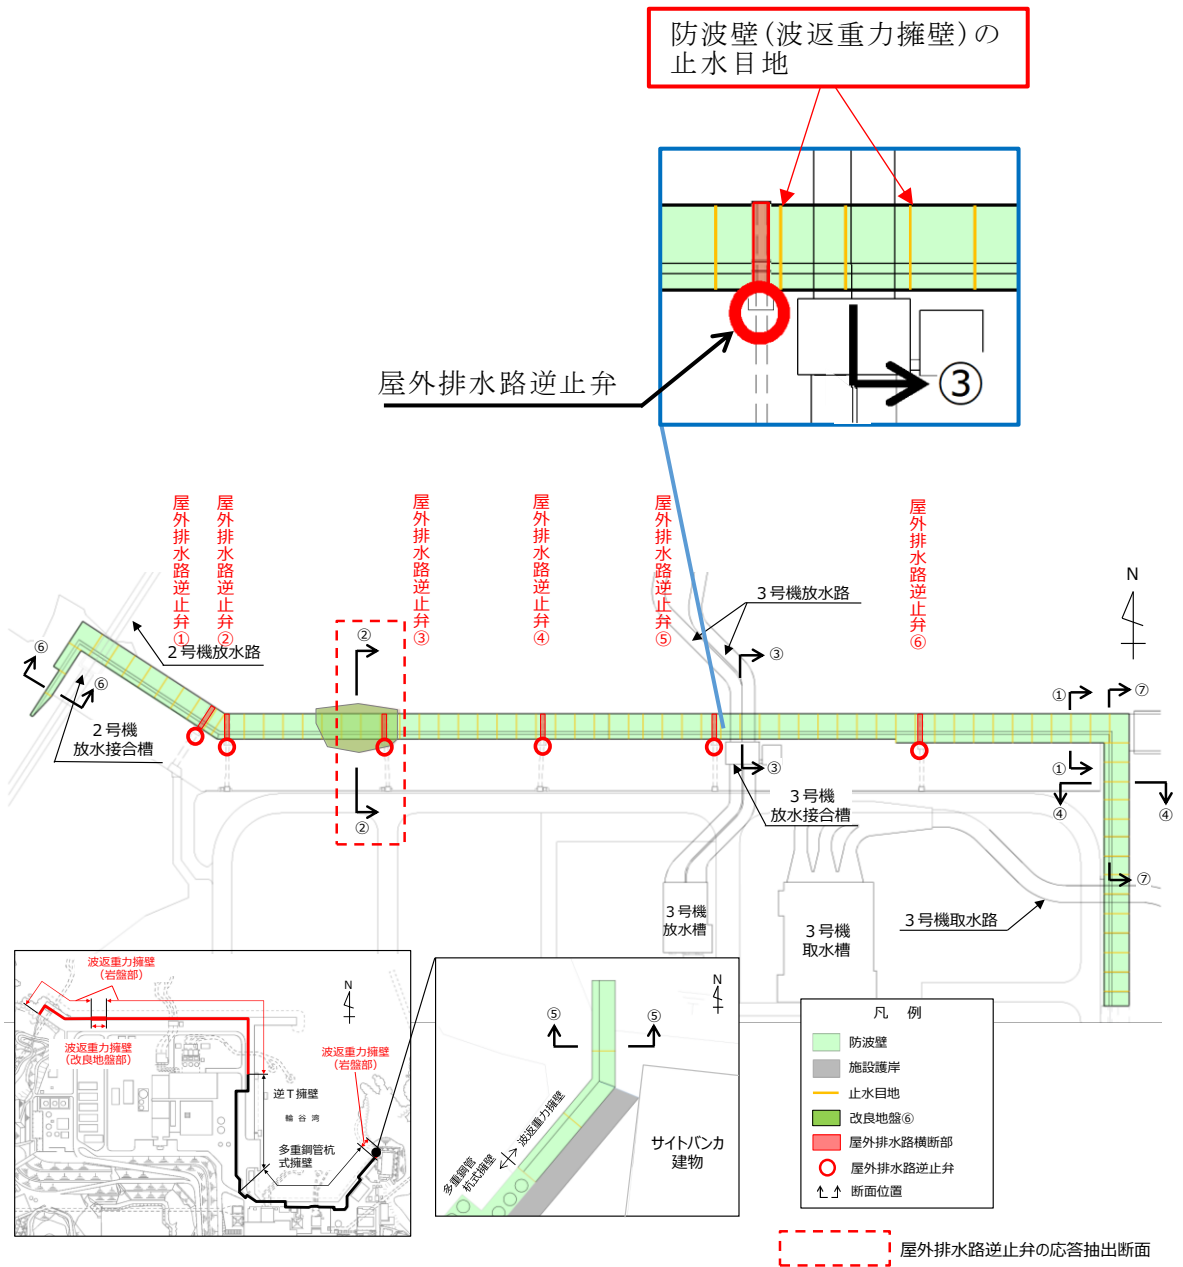 防波壁(波返重力擁壁)の
止水目地
屋外排水路逆止弁
③
屋外排水路逆止弁①
屋外排水路逆止弁②
屋外排水路逆止弁③
屋外排水路逆止弁④
屋外排水路逆止弁⑤
屋外排水路逆止弁⑥
3号機放水路
N
2号機放水路
⑥
⑥
2号機
放水接合槽
②
②
③
③
3号機
放水接合槽
①
①
⑦
⑦
④
④
3号機
放水槽
3号機
取水槽
3号機取水路
波返重力擁壁
(岩盤部)
波返重力擁壁
(改良地盤部)
N
波返重力擁壁
(岩盤部)
逆T擁壁
輪谷湾
多重鋼管杭
式擁壁
N
⑤
⑤
波返重力擁壁
多重鋼管
杭式擁壁
サイトバンカ
建物
凡 例
防波壁
施設護岸
止水目地
改良地盤⑥
屋外排水路横断部
屋外排水路逆止弁
断面位置
屋外排水路逆止弁の応答抽出断面